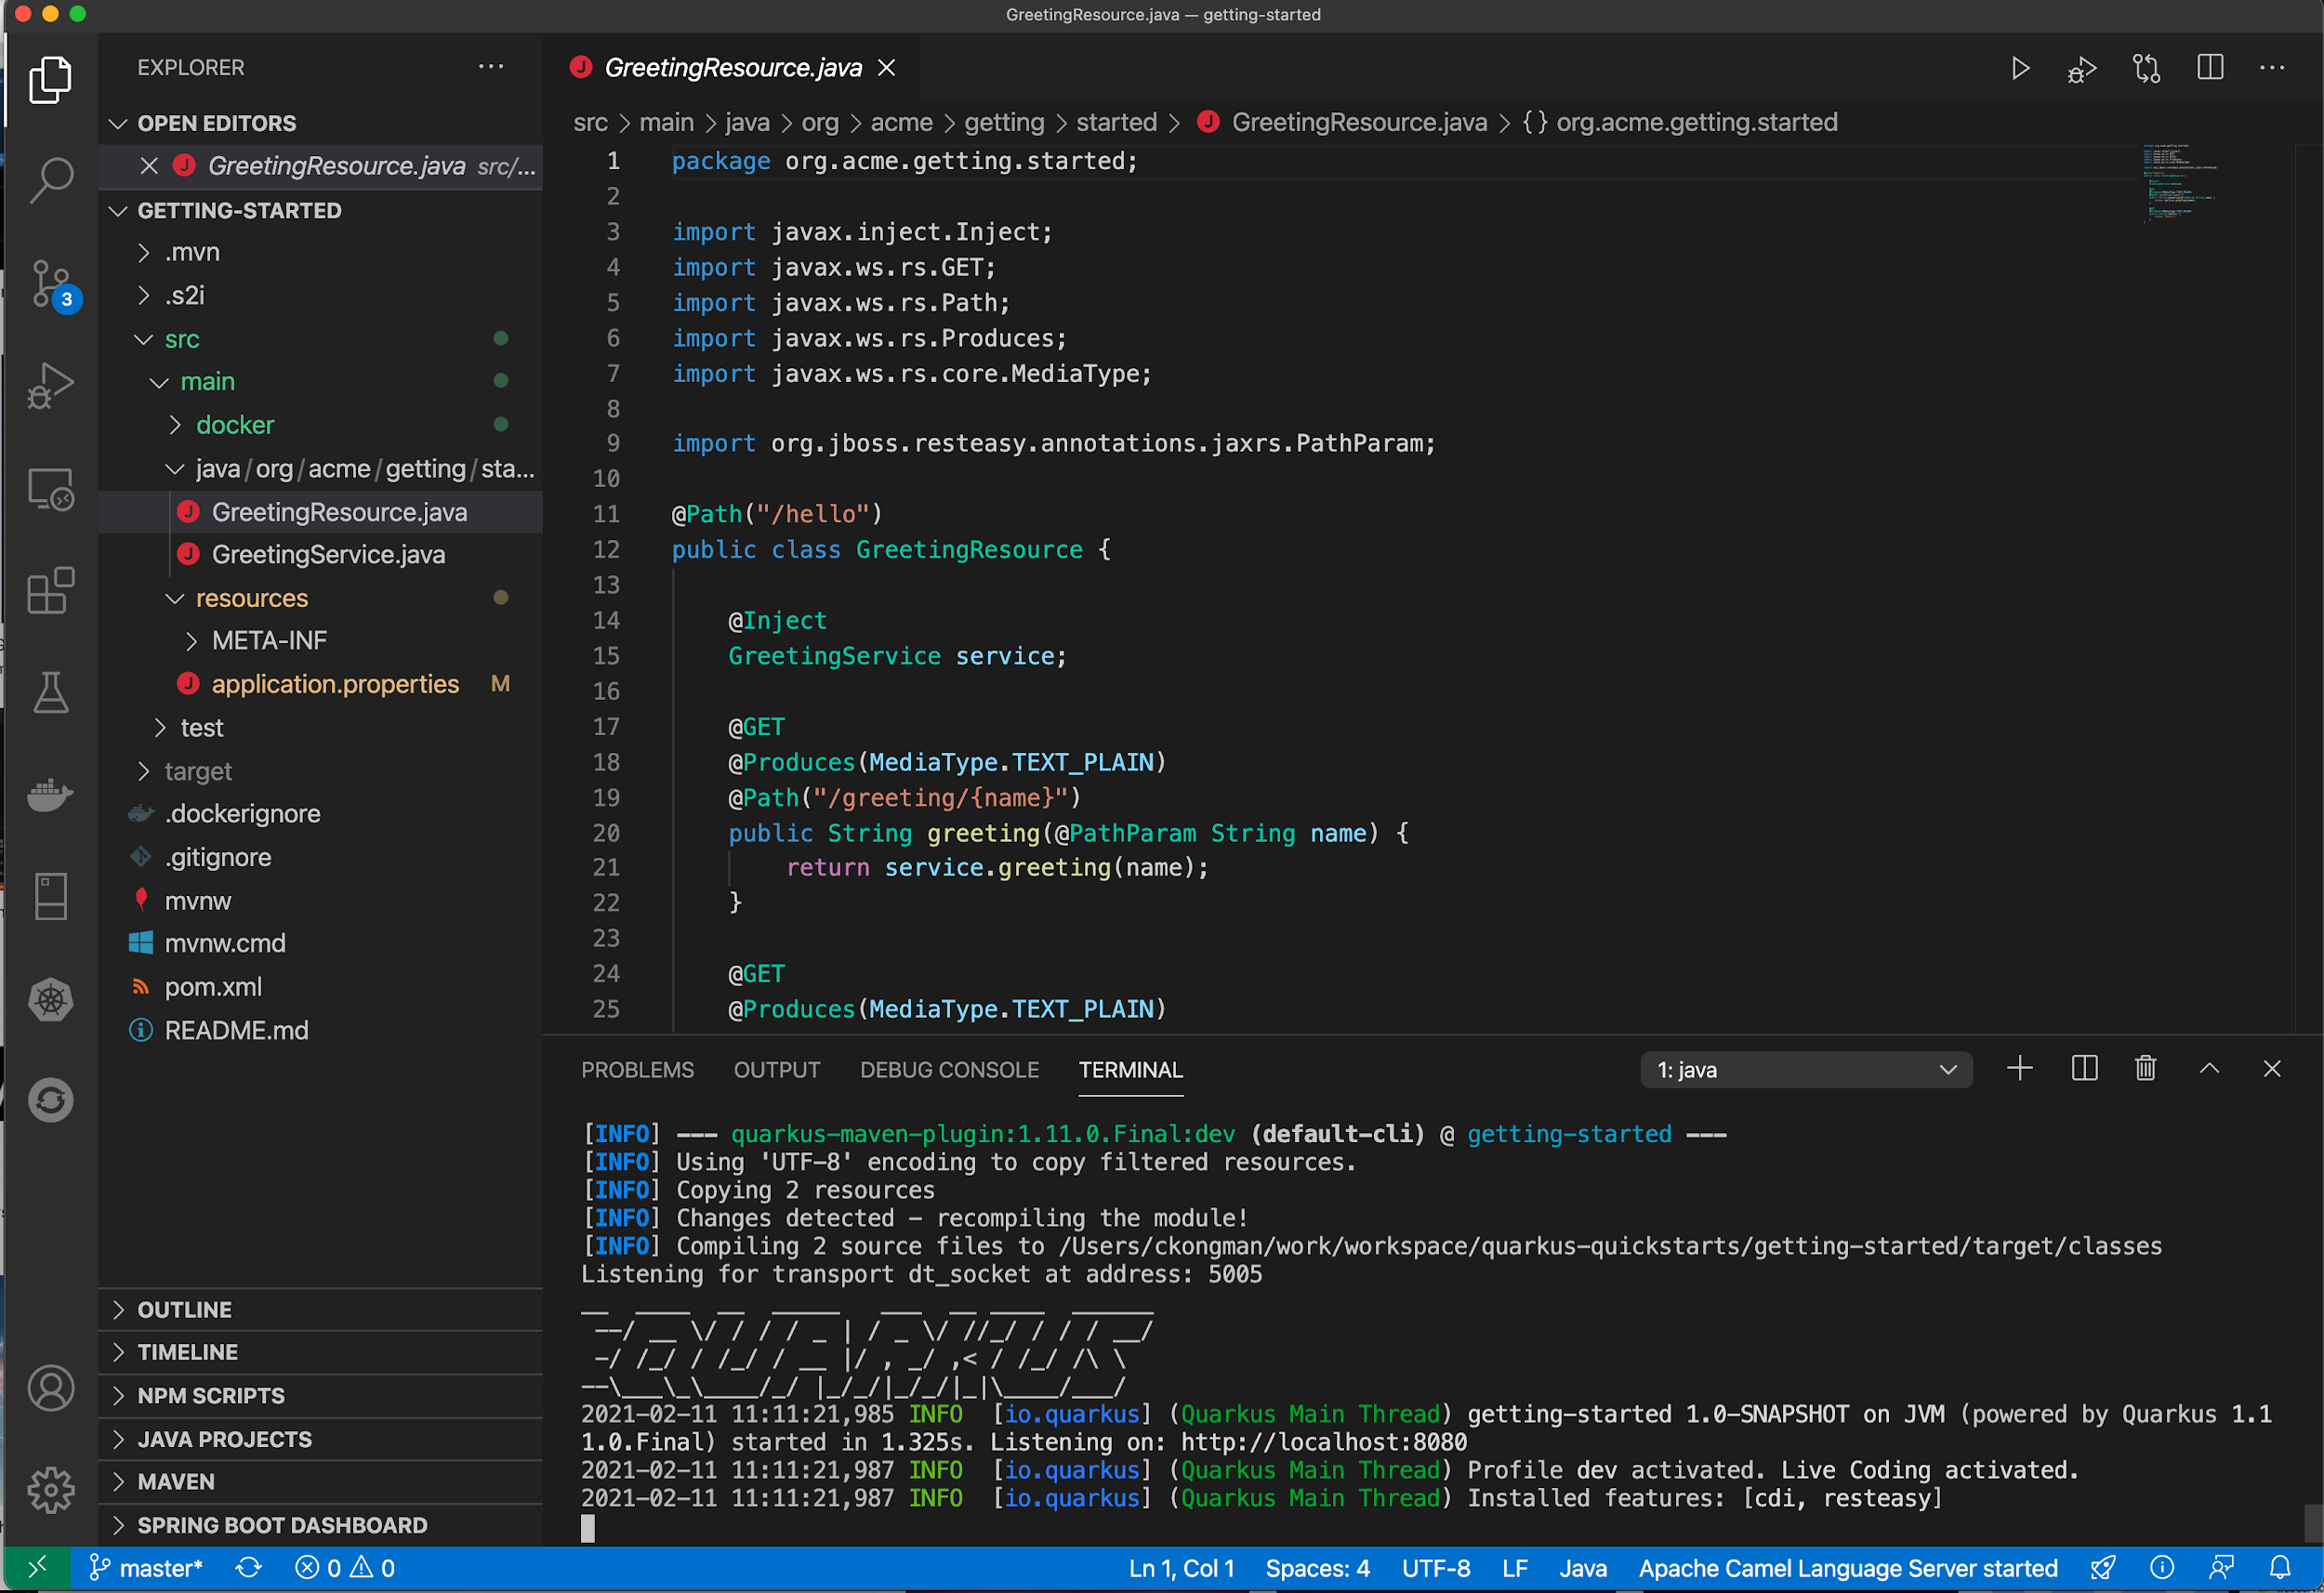 GreetingResource.java — getting-started
EXPLORER
OPEN EDITORS
GreetingResource.java src/...
GETTING-STARTED
.mvn
.s2i
src
main
docker
java/org/acme/getting/sta...
GreetingResource.java
GreetingService.java
resources
META-INF
application.properties M
test
target
.dockerignore
.gitignore
mvnw
mvnw.cmd
pom.xml
README.md
OUTLINE
TIMELINE
NPM SCRIPTS
JAVA PROJECTS
MAVEN
SPRING BOOT DASHBOARD
3
GreetingResource.java
src > main > java > org > acme > getting > started > GreetingResource.java > {} org.acme.getting.started
1 package org.acme.getting.started;
2
3 import javax.inject.Inject;
4 import javax.ws.rs.GET;
5 import javax.ws.rs.Path;
6 import javax.ws.rs.Produces;
7 import javax.ws.rs.core.MediaType;
8
9 import org.jboss.resteasy.annotations.jaxrs.PathParam;
10
11 @Path("/hello")
12 public class GreetingResource {
13
14 @Inject
15 GreetingService service;
16
17 @GET
18 @Produces(MediaType.TEXT_PLAIN)
19 @Path("/greeting/{name}")
20 public String greeting(@PathParam String name) {
21 return service.greeting(name);
22 }
23
24 @GET
25 @Produces(MediaType.TEXT_PLAIN)
PROBLEMS OUTPUT DEBUG CONSOLE TERMINAL 1: java
[INFO] --- quarkus-maven-plugin:1.11.0.Final:dev (default-cli) @ getting-started ---
[INFO] Using 'UTF-8' encoding to copy filtered resources.
[INFO] Copying 2 resources
[INFO] Changes detected - recompiling the module!
[INFO] Compiling 2 source files to /Users/ckongman/work/workspace/quarkus-quickstarts/getting-started/target/classes
Listening for transport dt_socket at address: 5005
__  ____  __  _____   ___  __ ____  ______
 --/ __ \/ / / / _ | / _ \/ //_/ / / / __/
 -/ /_/ / /_/ / __ |/ , _/ ,< / /_/ /\ \
--\___\_\____/_/ |_/_/|_/_/|_|\____/___/
2021-02-11 11:11:21,985 INFO [io.quarkus] (Quarkus Main Thread) getting-started 1.0-SNAPSHOT on JVM (powered by Quarkus 1.1
1.0.Final) started in 1.325s. Listening on: http://localhost:8080
2021-02-11 11:11:21,987 INFO [io.quarkus] (Quarkus Main Thread) Profile dev activated. Live Coding activated.
2021-02-11 11:11:21,987 INFO [io.quarkus] (Quarkus Main Thread) Installed features: [cdi, resteasy]
master* 0 0 Ln 1, Col 1 Spaces: 4 UTF-8 LF Java Apache Camel Language Server started